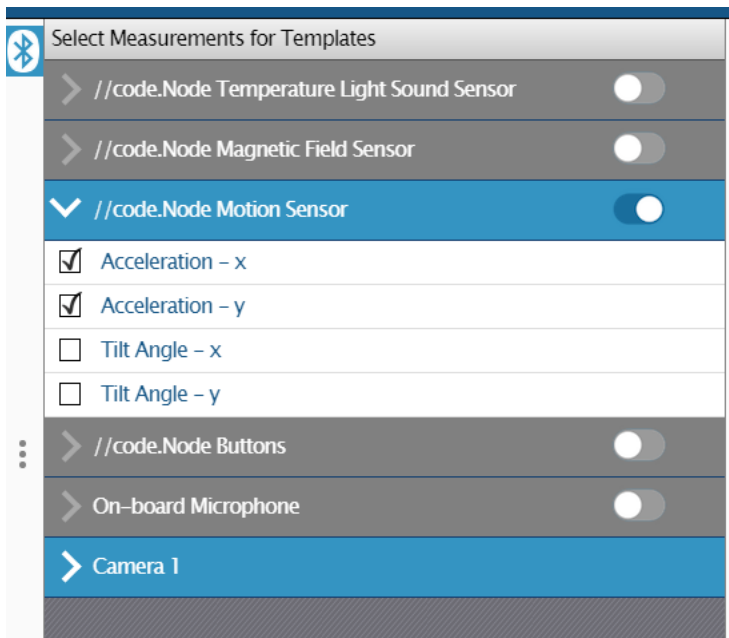 Select Measurements for Templates
//code.Node Temperature Light Sound Sensor
//code.Node Magnetic Field Sensor
//code.Node Motion Sensor
Acceleration – x
Acceleration – y
Tilt Angle – x
Tilt Angle – y
//code.Node Buttons
On–board Microphone
Camera 1